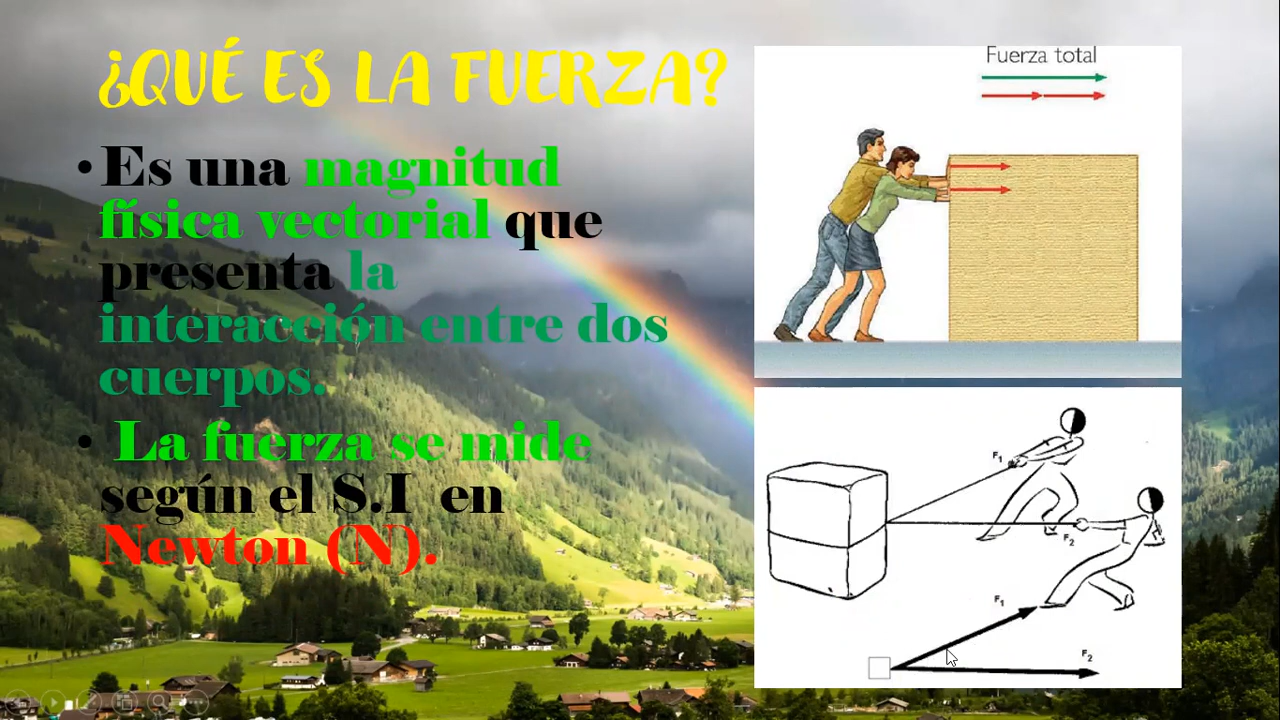 ¿QUÉ ES LA FUERZA?
• Es una magnitud
física vectorial que
presenta la
interacción entre dos
cuerpos.
• La fuerza se mide
según el S.I en
Newton (N).
Fuerza total
F₁
F₂
F₁
F₂